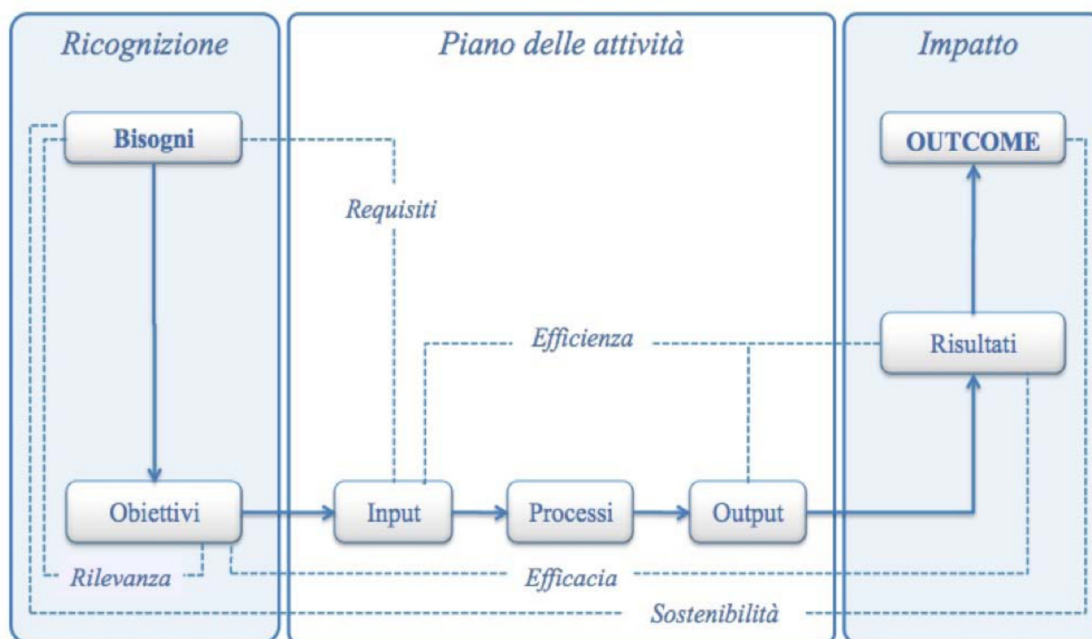 Ricognizione
Piano delle attività
Impatto
Bisogni
OUTCOME
Requisiti
Efficienza
Risultati
Obiettivi
Input
Processi
Output
Rilevanza
Efficacia
Sostenibilità